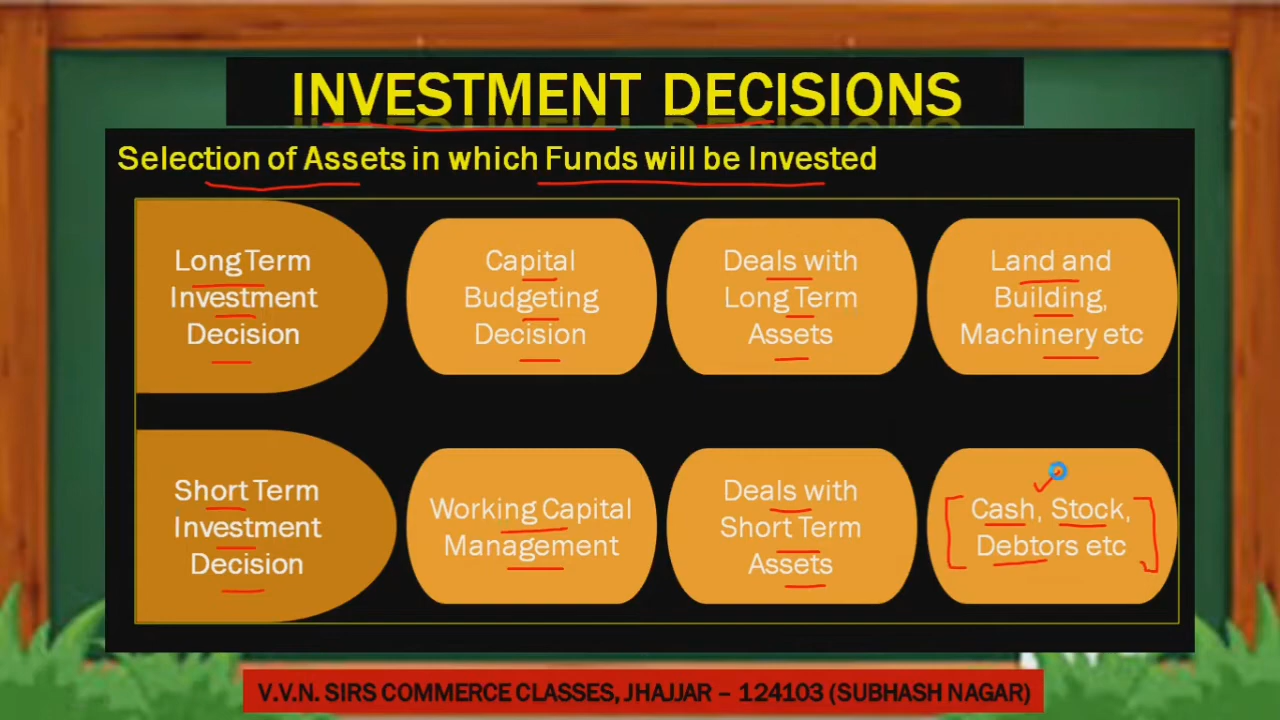 INVESTMENT DECISIONS
Selection of Assets in which Funds will be Invested
Long Term
Investment
Decision
Capital
Budgeting
Decision
Deals with
Long Term
Assets
Land and
Building,
Machinery etc
Short Term
Investment
Decision
Working Capital
Management
Deals with
Short Term
Assets
Cash, Stock,
Debtors etc
V.V.N. SIRS COMMERCE CLASSES, JHAJJAR – 124103 (SUBHASH NAGAR)